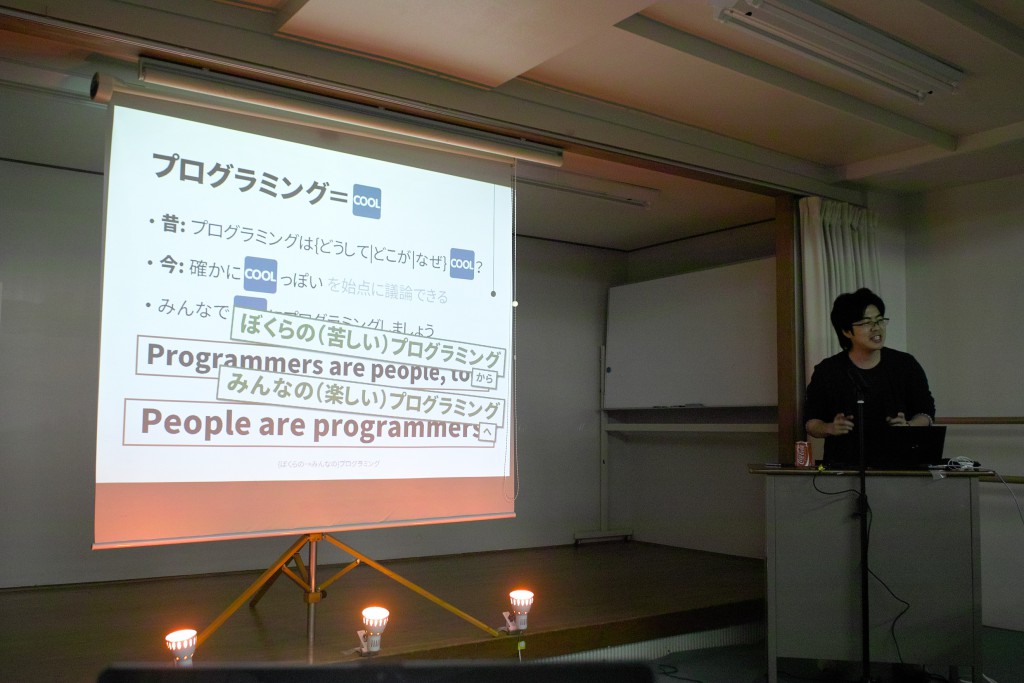 プログラミング＝COOL
・昔: プログラミングは{どうして|どこが|なぜ}COOL?
・今: 確かにCOOLっぽい を始点に議論できる
・みんなで にプログラミングしましょう
ぼくらの（苦しい）プログラミング
Programmers are people, to
から
みんなの（楽しい）プログラミング
People are programmers
へ
ぼくらの→みんなの)プログラミング